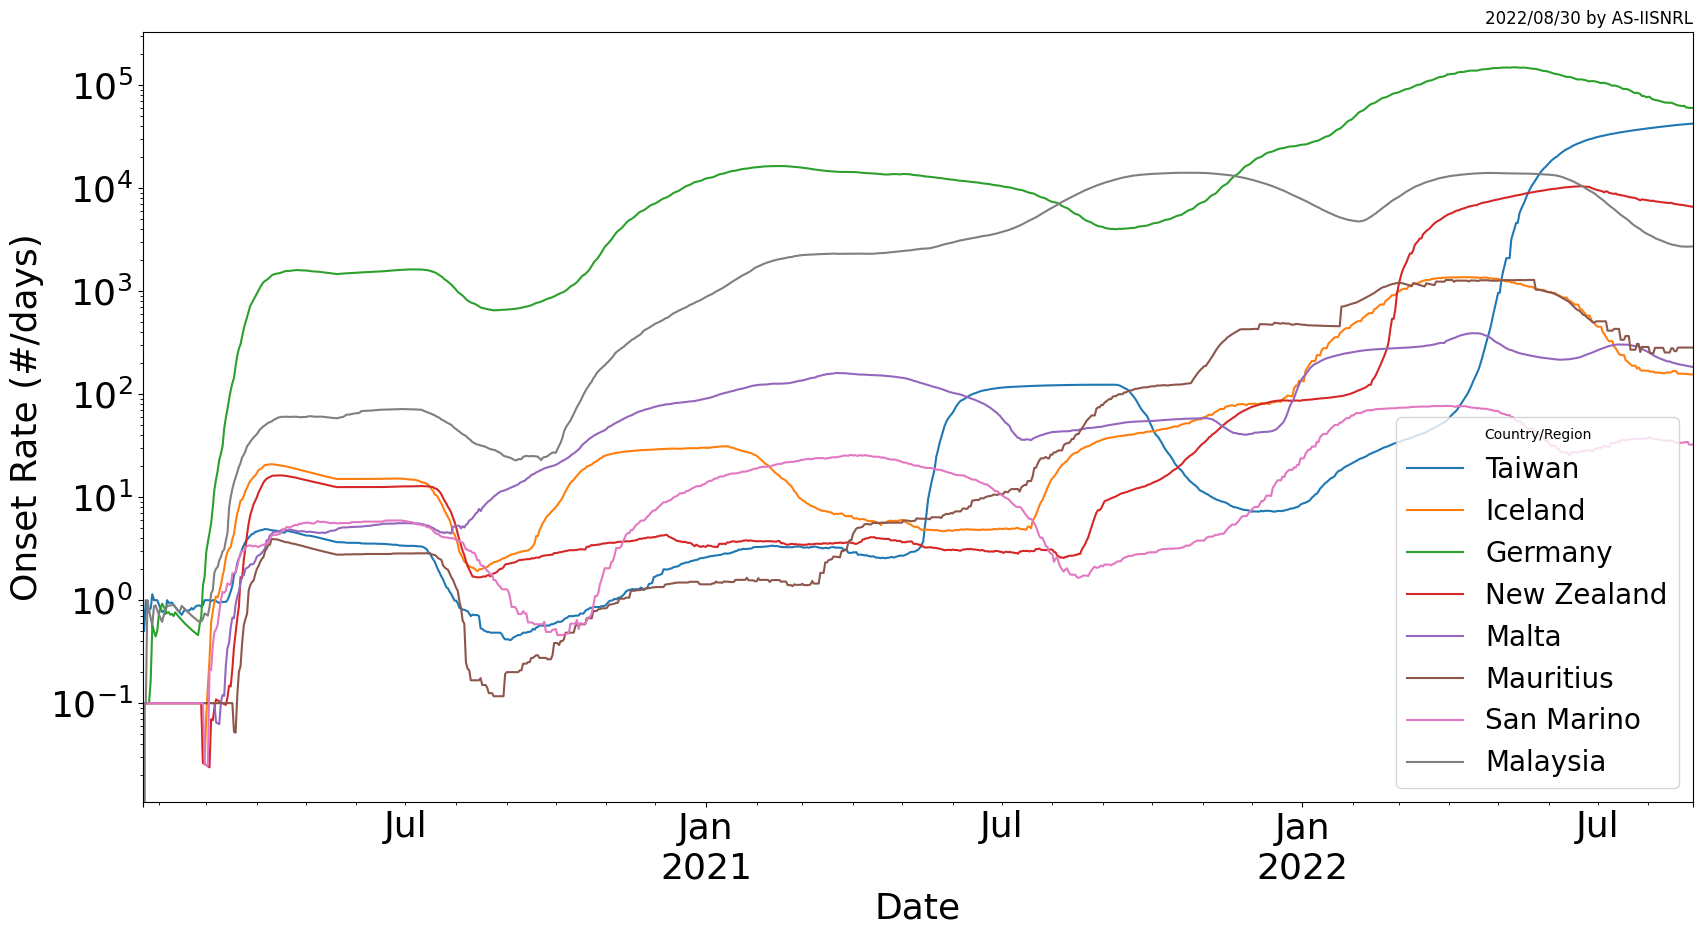 2022/08/30 by AS-IISNRL
Onset Rate (#/days)
10^5
10^4
10^3
10^2
10^1
10^0
10^−1
Country/Region
Taiwan
Iceland
Germany
New Zealand
Malta
Mauritius
San Marino
Malaysia
Jul Jan Jul Jan Jul
2021 2022
Date